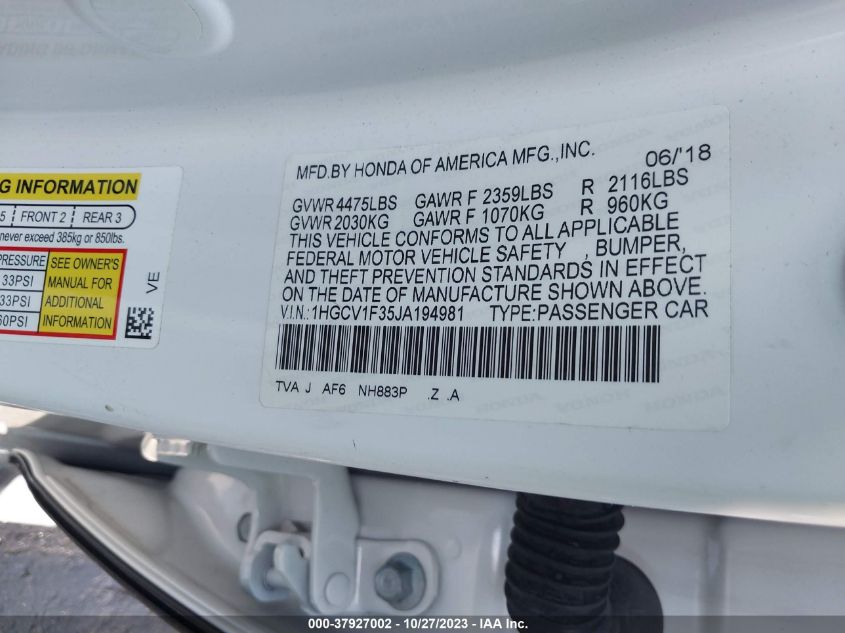 MFD.BY HONDA OF AMERICA MFG.,INC. 06/'18
GVWR 4475LBS GAWR F 2359LBS R 2116LBS
GVWR 2030KG GAWR F 1070KG R 960KG
THIS VEHICLE CONFORMS TO ALL APPLICABLE
FEDERAL MOTOR VEHICLE SAFETY , BUMPER,
AND THEFT PREVENTION STANDARDS IN EFFECT
ON THE DATE OF MANUFACTURE SHOWN ABOVE.
V.I.N.:1HGCV1F35JA194981 TYPE:PASSENGER CAR
TVA J AF6 NH883P .Z .A
G INFORMATION
5 FRONT 2 REAR 3
never exceed 385kg or 850lbs.
PRESSURE
33PSI
33PSI
60PSI
SEE OWNER'S
MANUAL FOR
ADDITIONAL
INFORMATION
VE
000-37927002 - 10/27/2023 - IAA Inc.